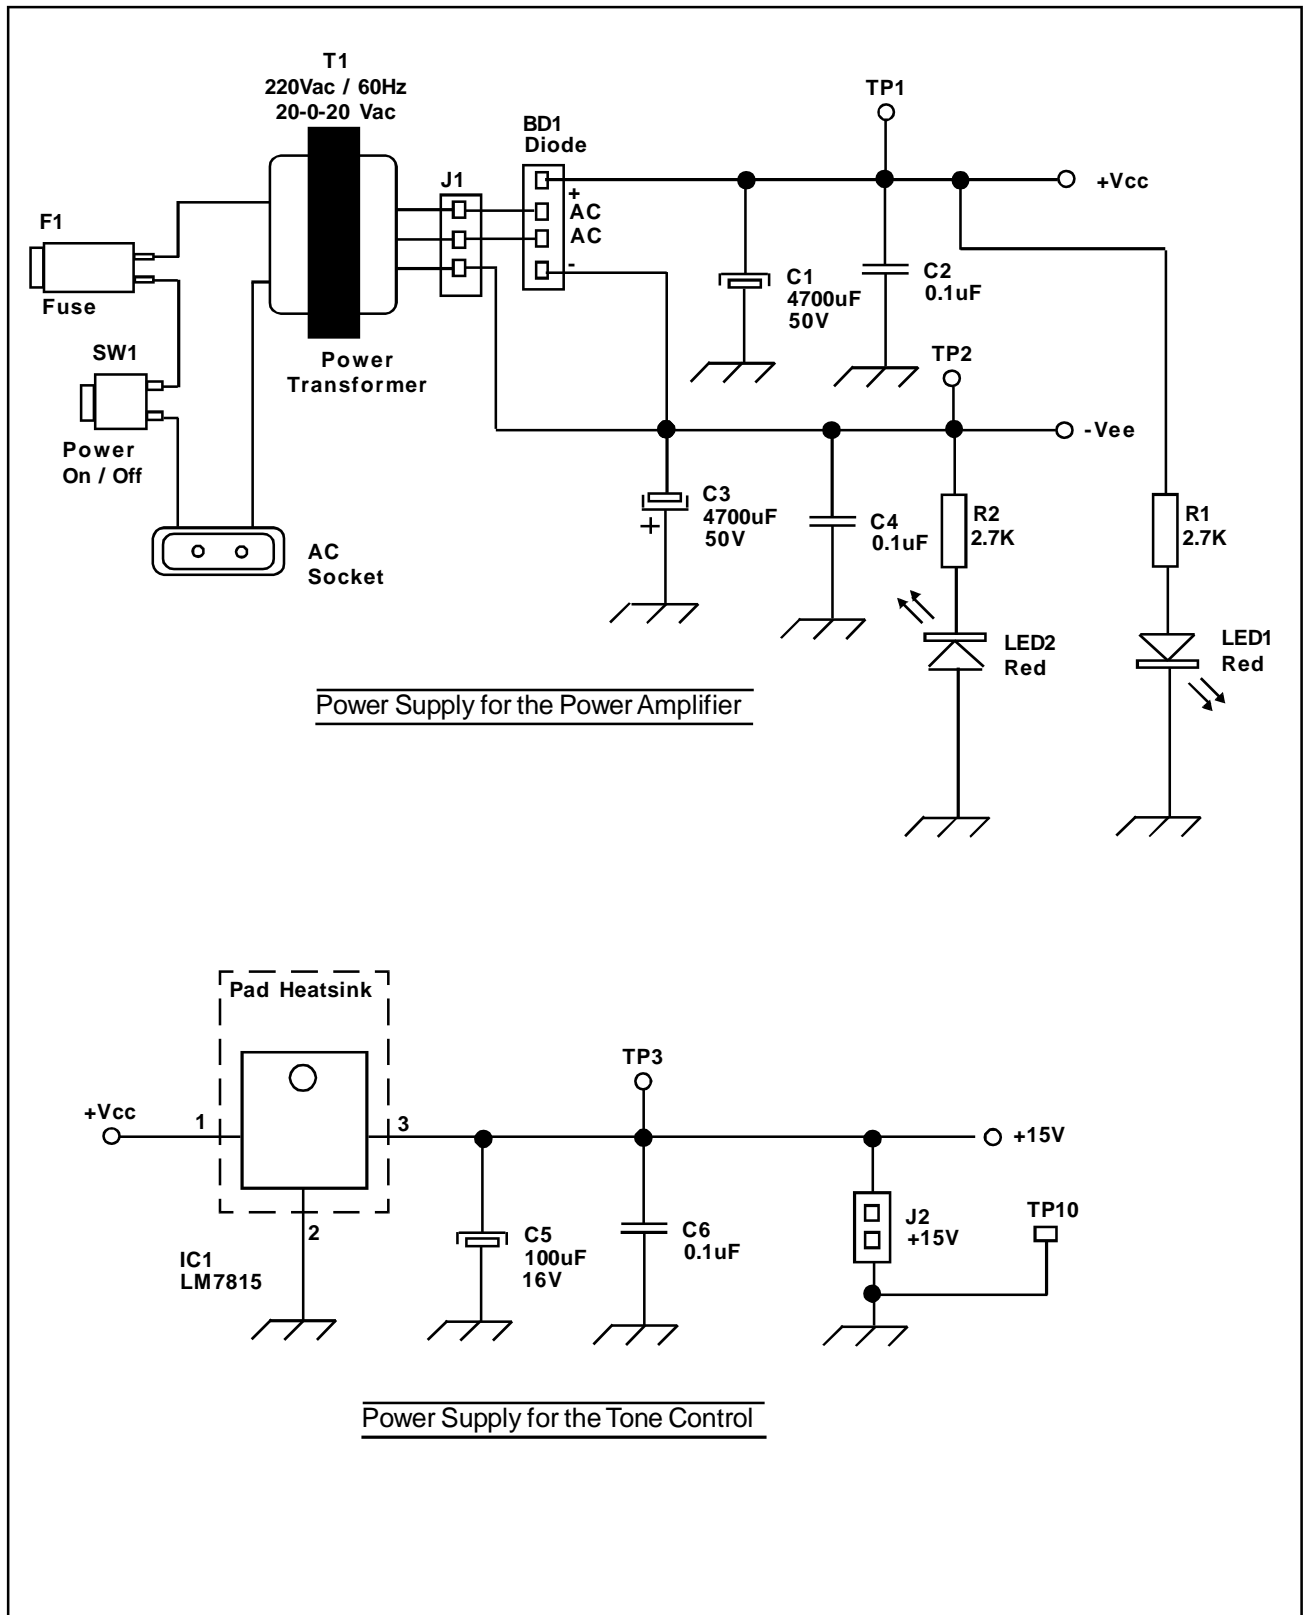 T1
220Vac / 60Hz
20-0-20 Vac
TP1
BD1
Diode
J1
+
AC
AC
-
+Vcc
F1
Fuse
C1
4700uF
50V
C2
0.1uF
SW1
Power
Transformer
TP2
Power
On / Off
-Vee
C3
4700uF
50V
+
C4
0.1uF
R2
2.7K
R1
2.7K
AC
Socket
LED2
Red
LED1
Red
Power Supply for the Power Amplifier
Pad Heatsink
TP3
+Vcc
1
3
+15V
2
IC1
LM7815
C5
100uF
16V
C6
0.1uF
J2
+15V
TP10
Power Supply for the Tone Control